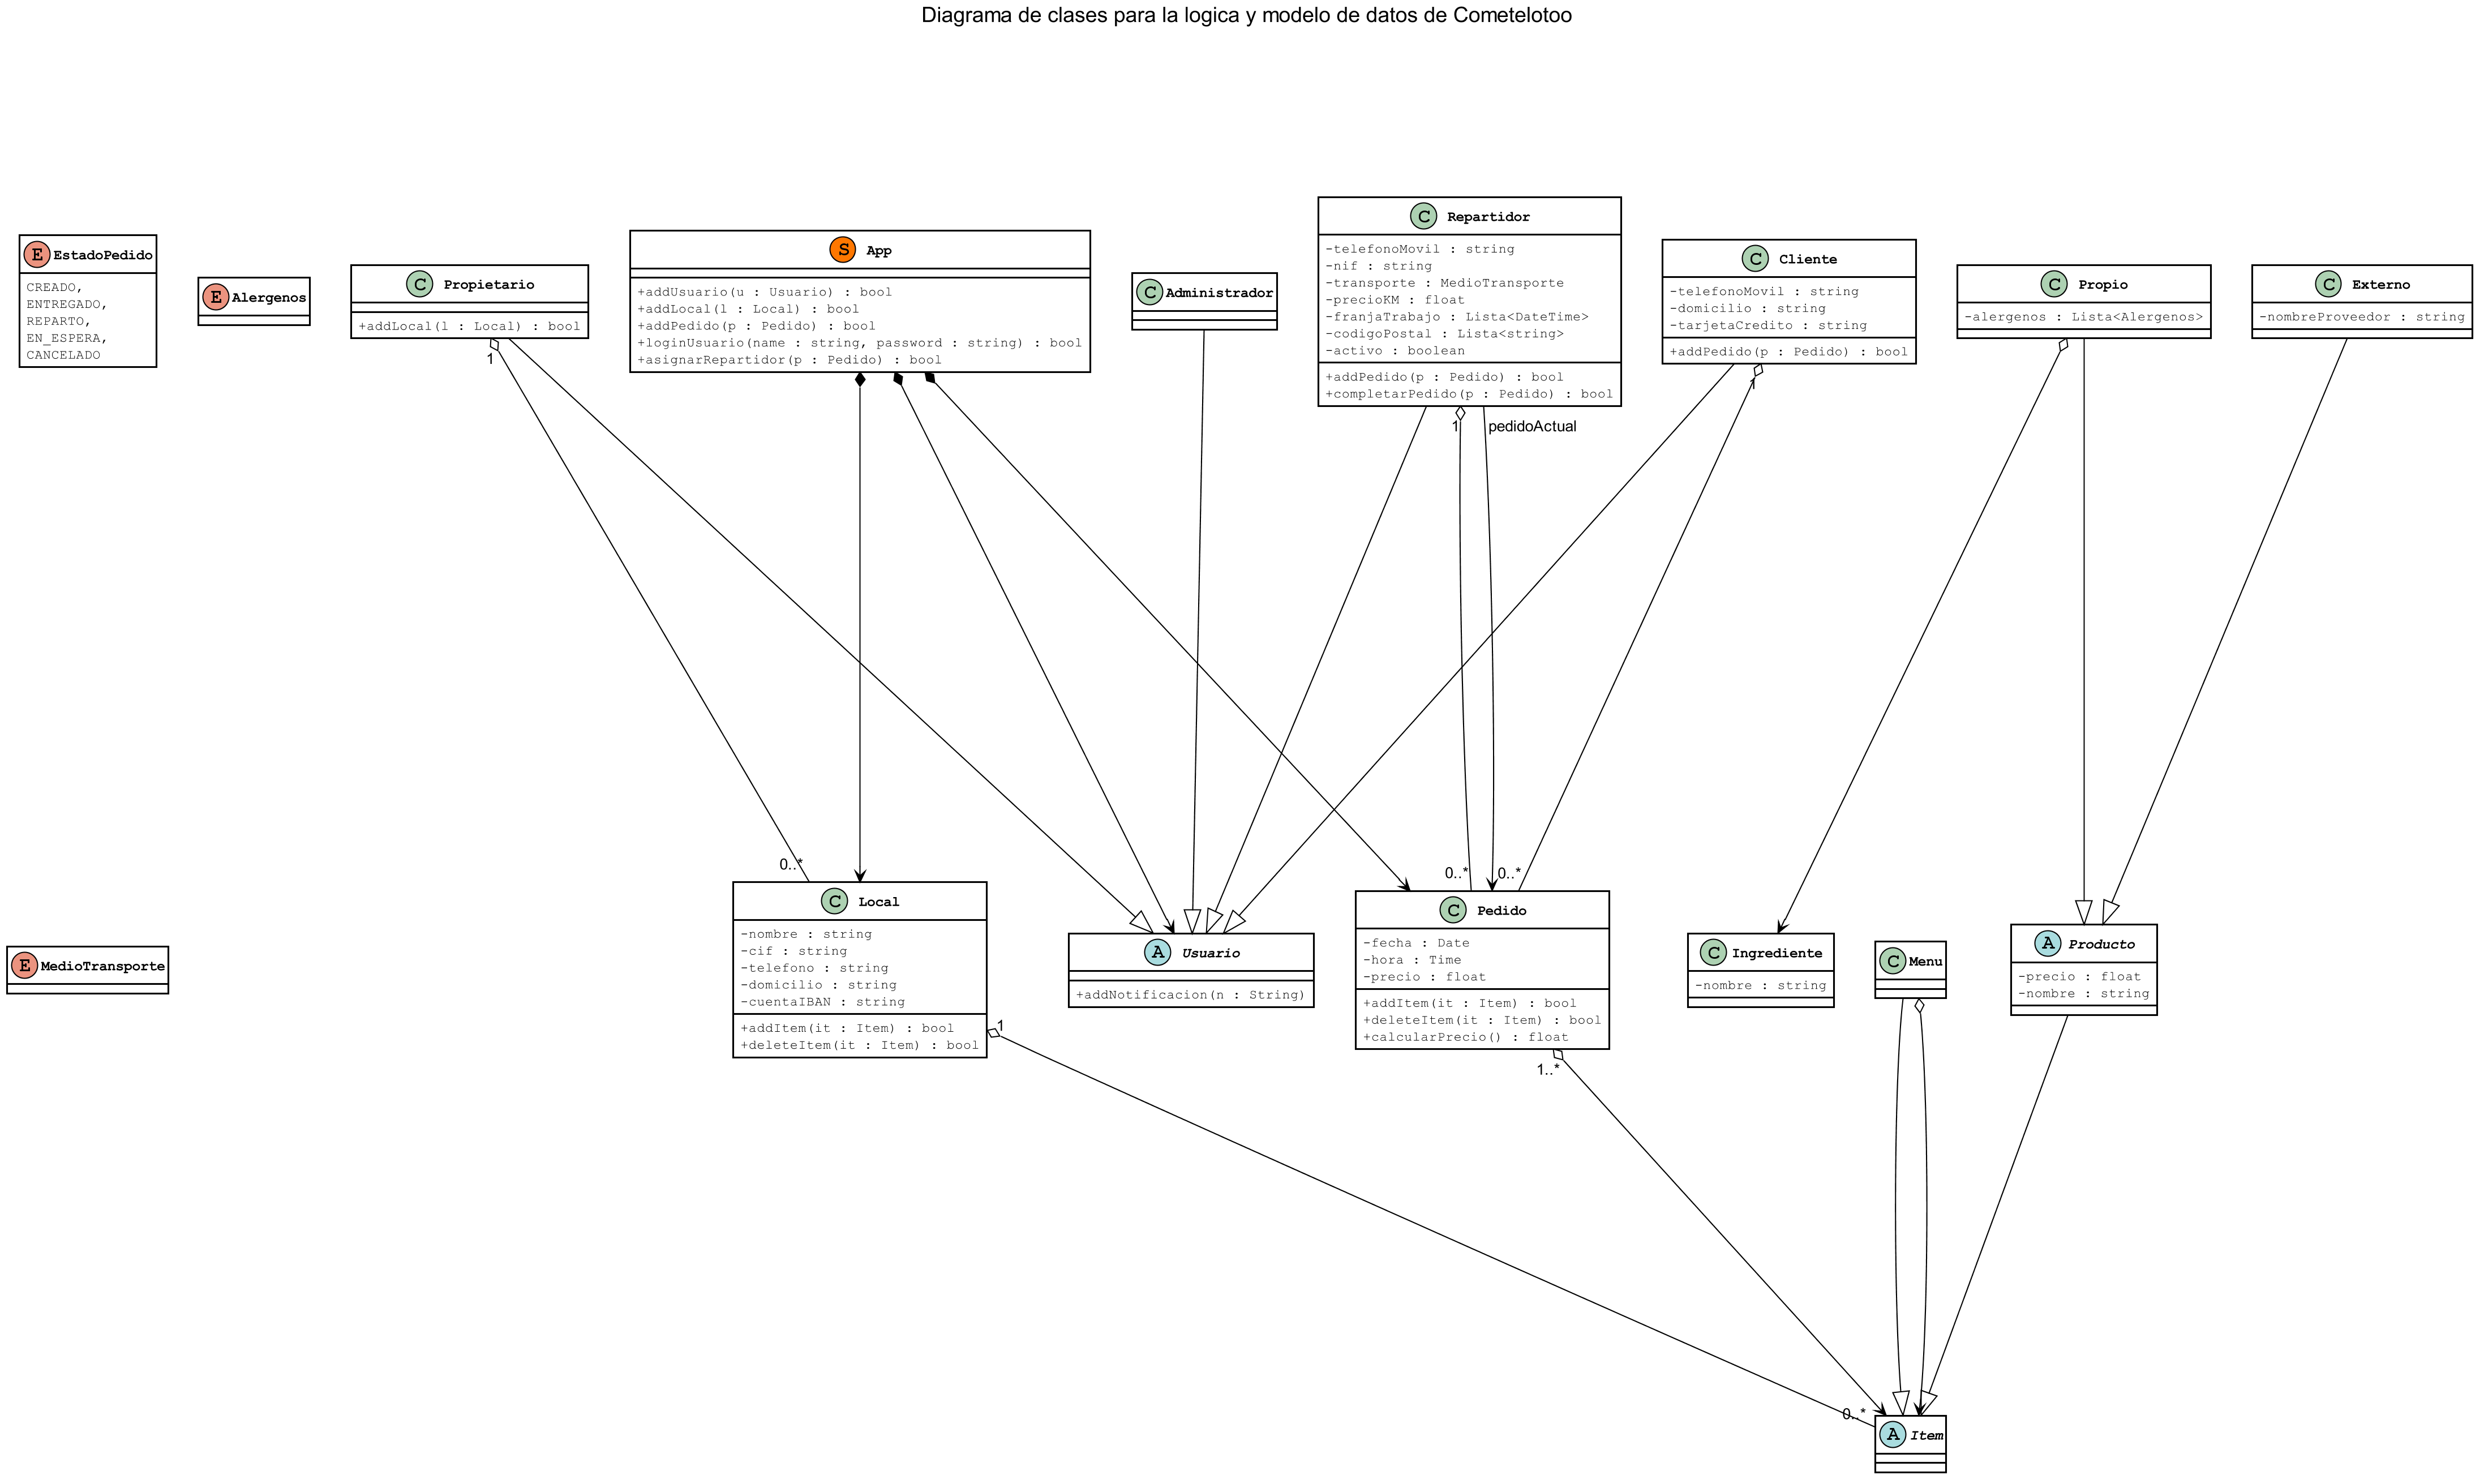 Diagrama de clases para la logica y modelo de datos de Cometelotoo
E EstadoPedido
CREADO,
ENTREGADO,
REPARTO,
EN_ESPERA,
CANCELADO
E Alergenos
C Propietario
+addLocal(l : Local) : bool
1
S App
+addUsuario(u : Usuario) : bool
+addLocal(l : Local) : bool
+addPedido(p : Pedido) : bool
+loginUsuario(name : string, password : string) : bool
+asignarRepartidor(p : Pedido) : bool
C Administrador
C Repartidor
-telefonoMovil : string
-nif : string
-transporte : MedioTransporte
-precioKM : float
-franjaTrabajo : Lista<DateTime>
-codigoPostal : Lista<string>
-activo : boolean
+addPedido(p : Pedido) : bool
+completarPedido(p : Pedido) : bool
1
pedidoActual
C Cliente
-telefonoMovil : string
-domicilio : string
-tarjetaCredito : string
+addPedido(p : Pedido) : bool
1
C Propio
-alergenos : Lista<Alergenos>
C Externo
-nombreProveedor : string
E MedioTransporte
0..*
C Local
-nombre : string
-cif : string
-telefono : string
-domicilio : string
-cuentaIBAN : string
+addItem(it : Item) : bool
+deleteItem(it : Item) : bool
1
A Usuario
+addNotificacion(n : String)
0..*
0..*
C Pedido
-fecha : Date
-hora : Time
-precio : float
+addItem(it : Item) : bool
+deleteItem(it : Item) : bool
+calcularPrecio() : float
1..*
C Ingrediente
-nombre : string
C Menu
A Producto
-precio : float
-nombre : string
0..*
A Item